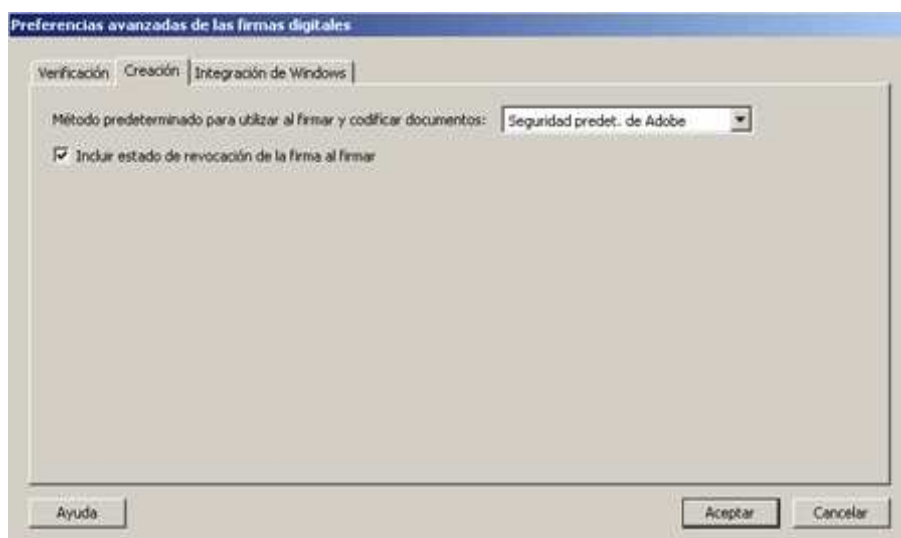 Preferencias avanzadas de las firmas digitales
Verificación Creación Integración de Windows
Método predeterminado para utilizar al firmar y codificar documentos: Seguridad predet. de Adobe
Incluir estado de revocación de la firma al firmar
Ayuda Aceptar Cancelar